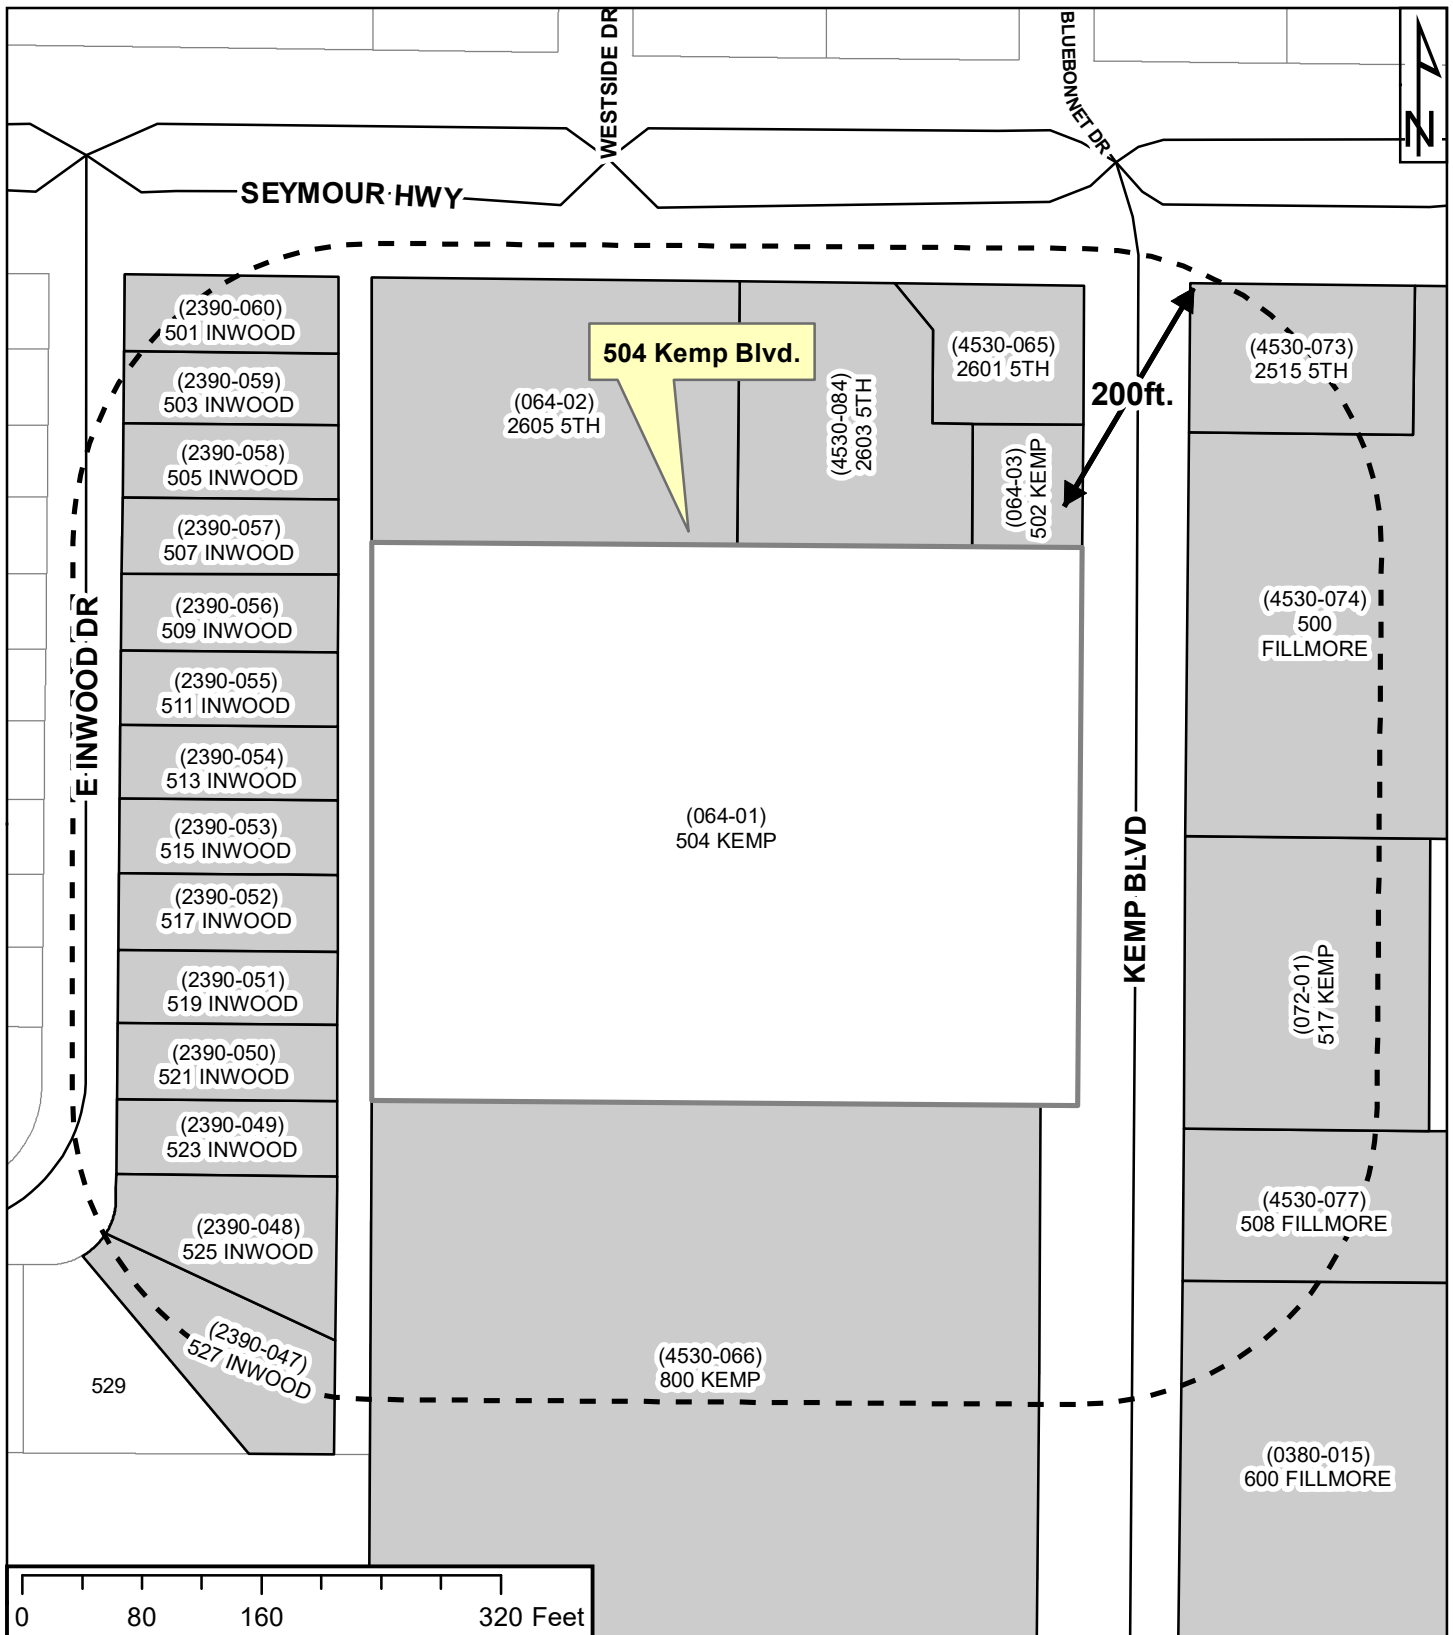 WESTSIDE DR
BLUEBONNET DR
N
SEYMOUR HWY
(2390-060)
501 INWOOD
(2390-059)
503 INWOOD
(2390-058)
505 INWOOD
(2390-057)
507 INWOOD
(2390-056)
509 INWOOD
(2390-055)
511 INWOOD
(2390-054)
513 INWOOD
(2390-053)
515 INWOOD
(2390-052)
517 INWOOD
(2390-051)
519 INWOOD
(2390-050)
521 INWOOD
(2390-049)
523 INWOOD
(2390-048)
525 INWOOD
(2390-047)
527 INWOOD
529
E INWOOD DR
504 Kemp Blvd.
(064-02)
2605 5TH
(4530-084)
2603 5TH
(4530-065)
2601 5TH
(064-03)
502 KEMP
200ft.
(4530-073)
2515 5TH
(4530-074)
500
FILLMORE
(064-01)
504 KEMP
KEMP BLVD
(072-01)
517 KEMP
(4530-077)
508 FILLMORE
(4530-066)
800 KEMP
(0380-015)
600 FILLMORE
0 80 160 320 Feet